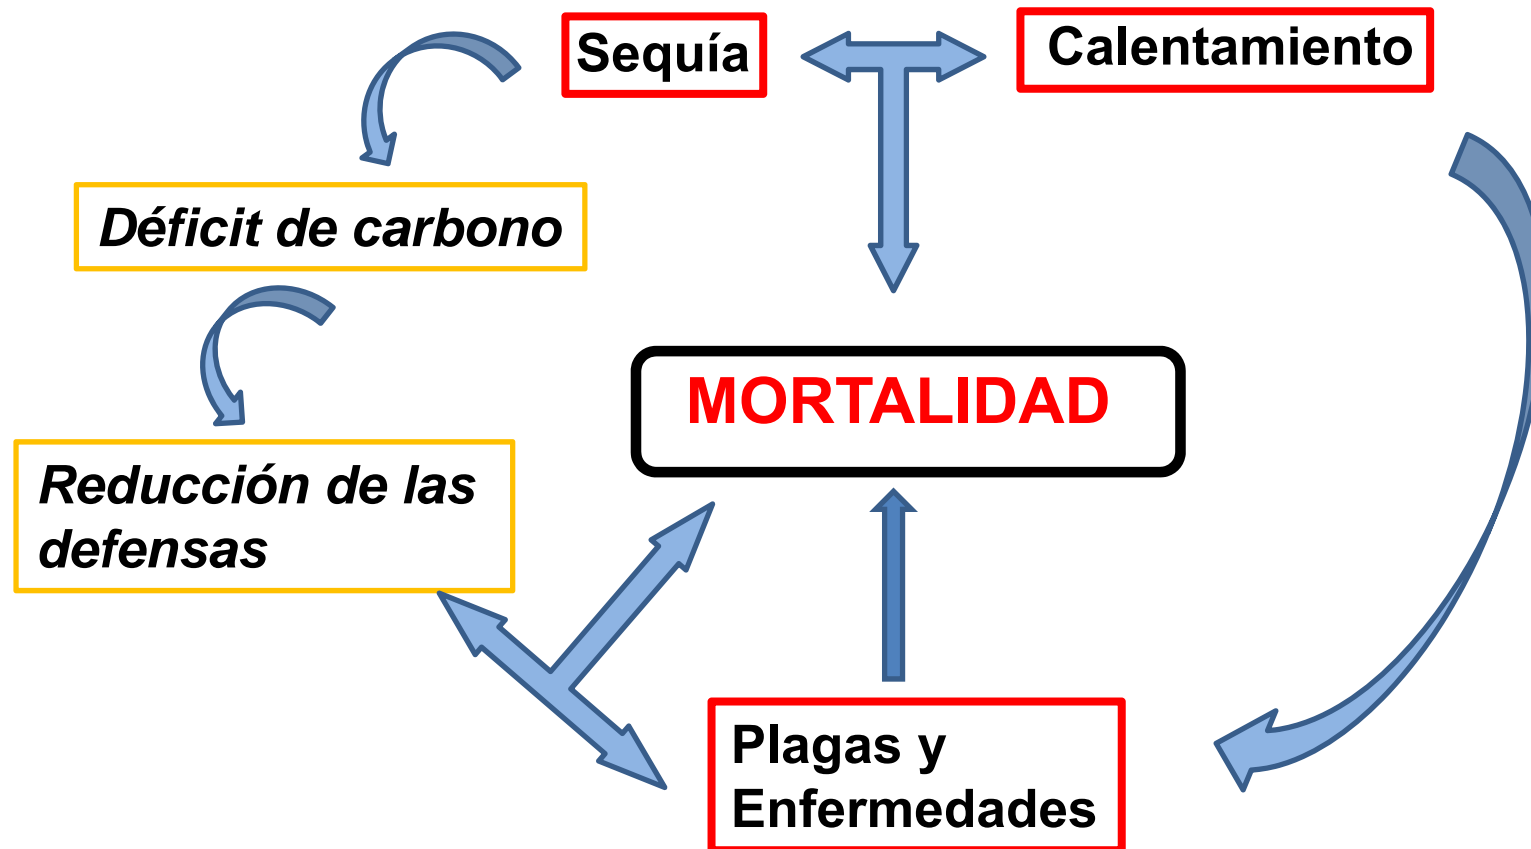 Sequía
Calentamiento
Déficit de carbono
MORTALIDAD
Reducción de las
defensas
Plagas y
Enfermedades